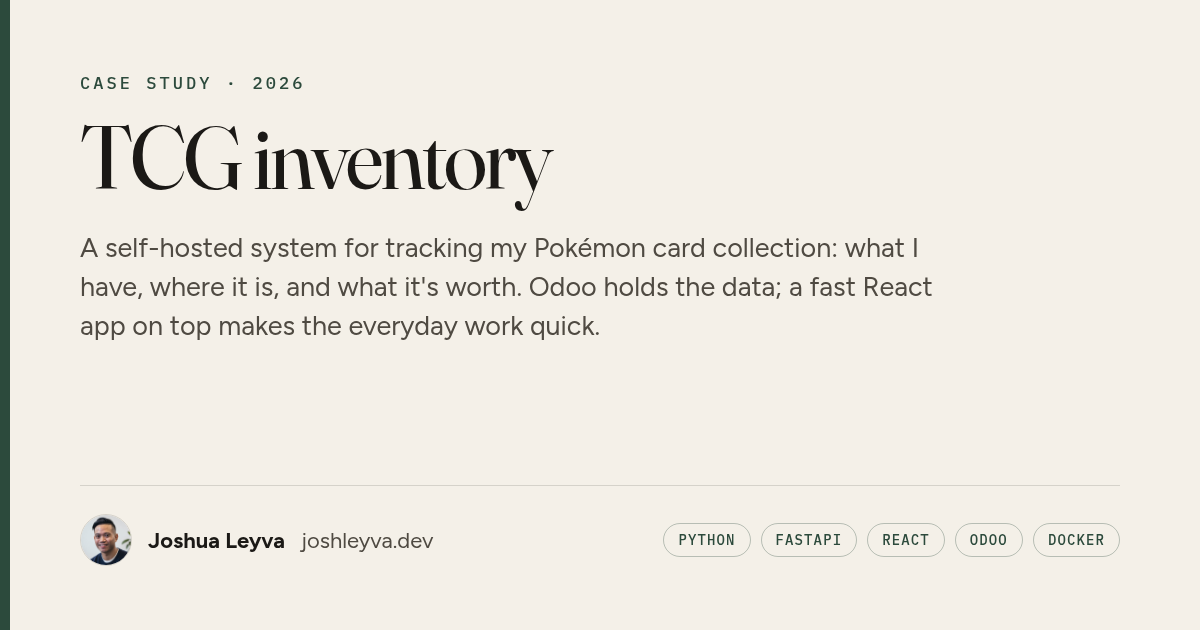 CASE STUDY · 2026
TCG inventory
A self-hosted system for tracking my Pokémon card collection: what I
have, where it is, and what it's worth. Odoo holds the data; a fast React
app on top makes the everyday work quick.
Joshua Leyva joshleyva.dev PYTHON FASTAPI REACT ODOO DOCKER